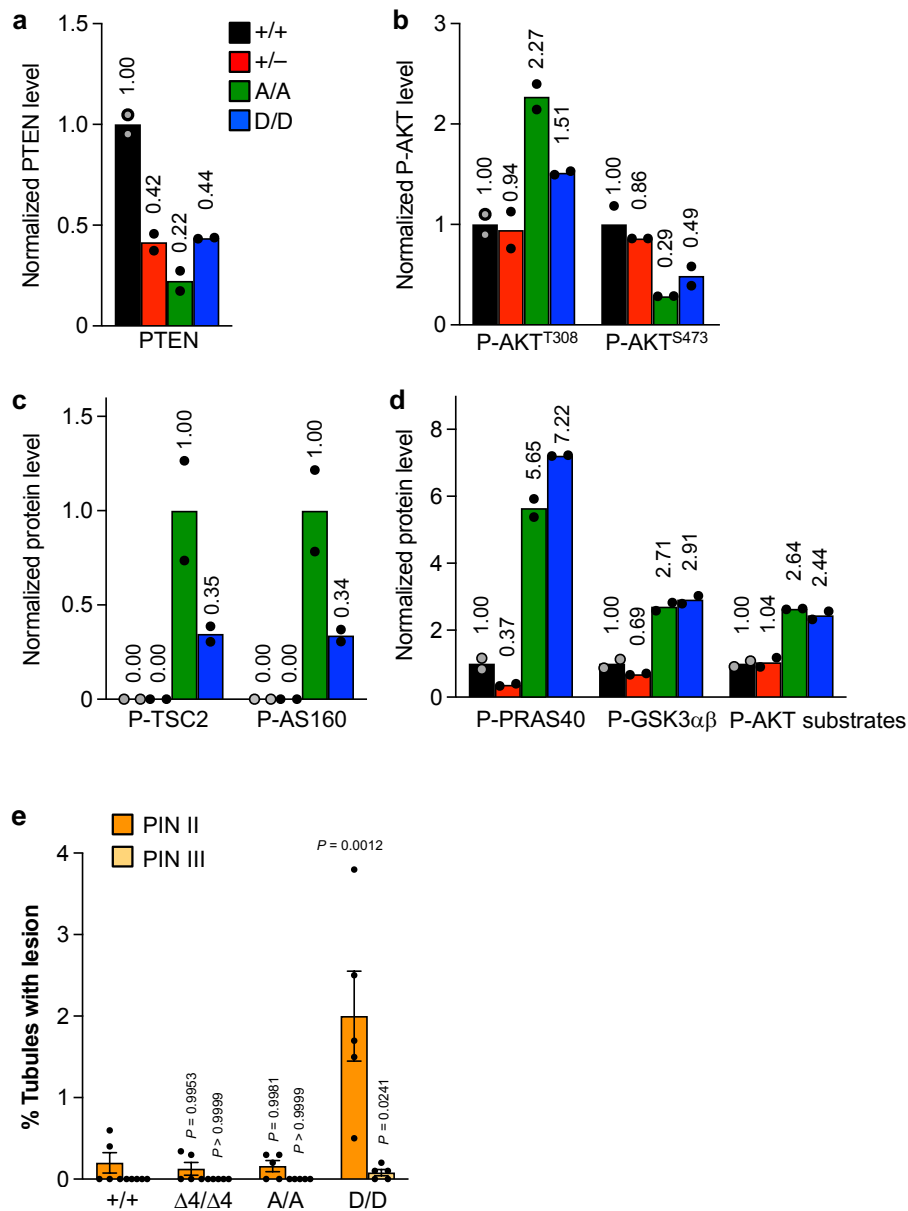 a
Normalized PTEN level
1.5
1.0
0.5
0
1.00
0.42
0.22
0.44
PTEN
+/+
+/–
A/A
D/D
b
Normalized P-AKT level
3
2
1
0
1.00
0.94
2.27
1.51
1.00
0.86
0.29
0.49
P-AKTT308
P-AKTS473
c
Normalized protein level
1.5
1.0
0.5
0
0.00
0.00
1.00
0.35
0.00
0.00
1.00
0.34
P-TSC2
P-AS160
d
Normalized protein level
8
6
4
2
0
1.00
0.37
5.65
7.22
1.00
0.69
2.71
2.91
1.00
1.04
2.64
2.44
P-PRAS40
P-GSK3αβ
P-AKT substrates
e
PIN II
PIN III
% Tubules with lesion
4
3
2
1
0
P = 0.9953
P > 0.9999
P = 0.9981
P > 0.9999
P = 0.0012
P = 0.0241
+/+
Δ4/Δ4
A/A
D/D